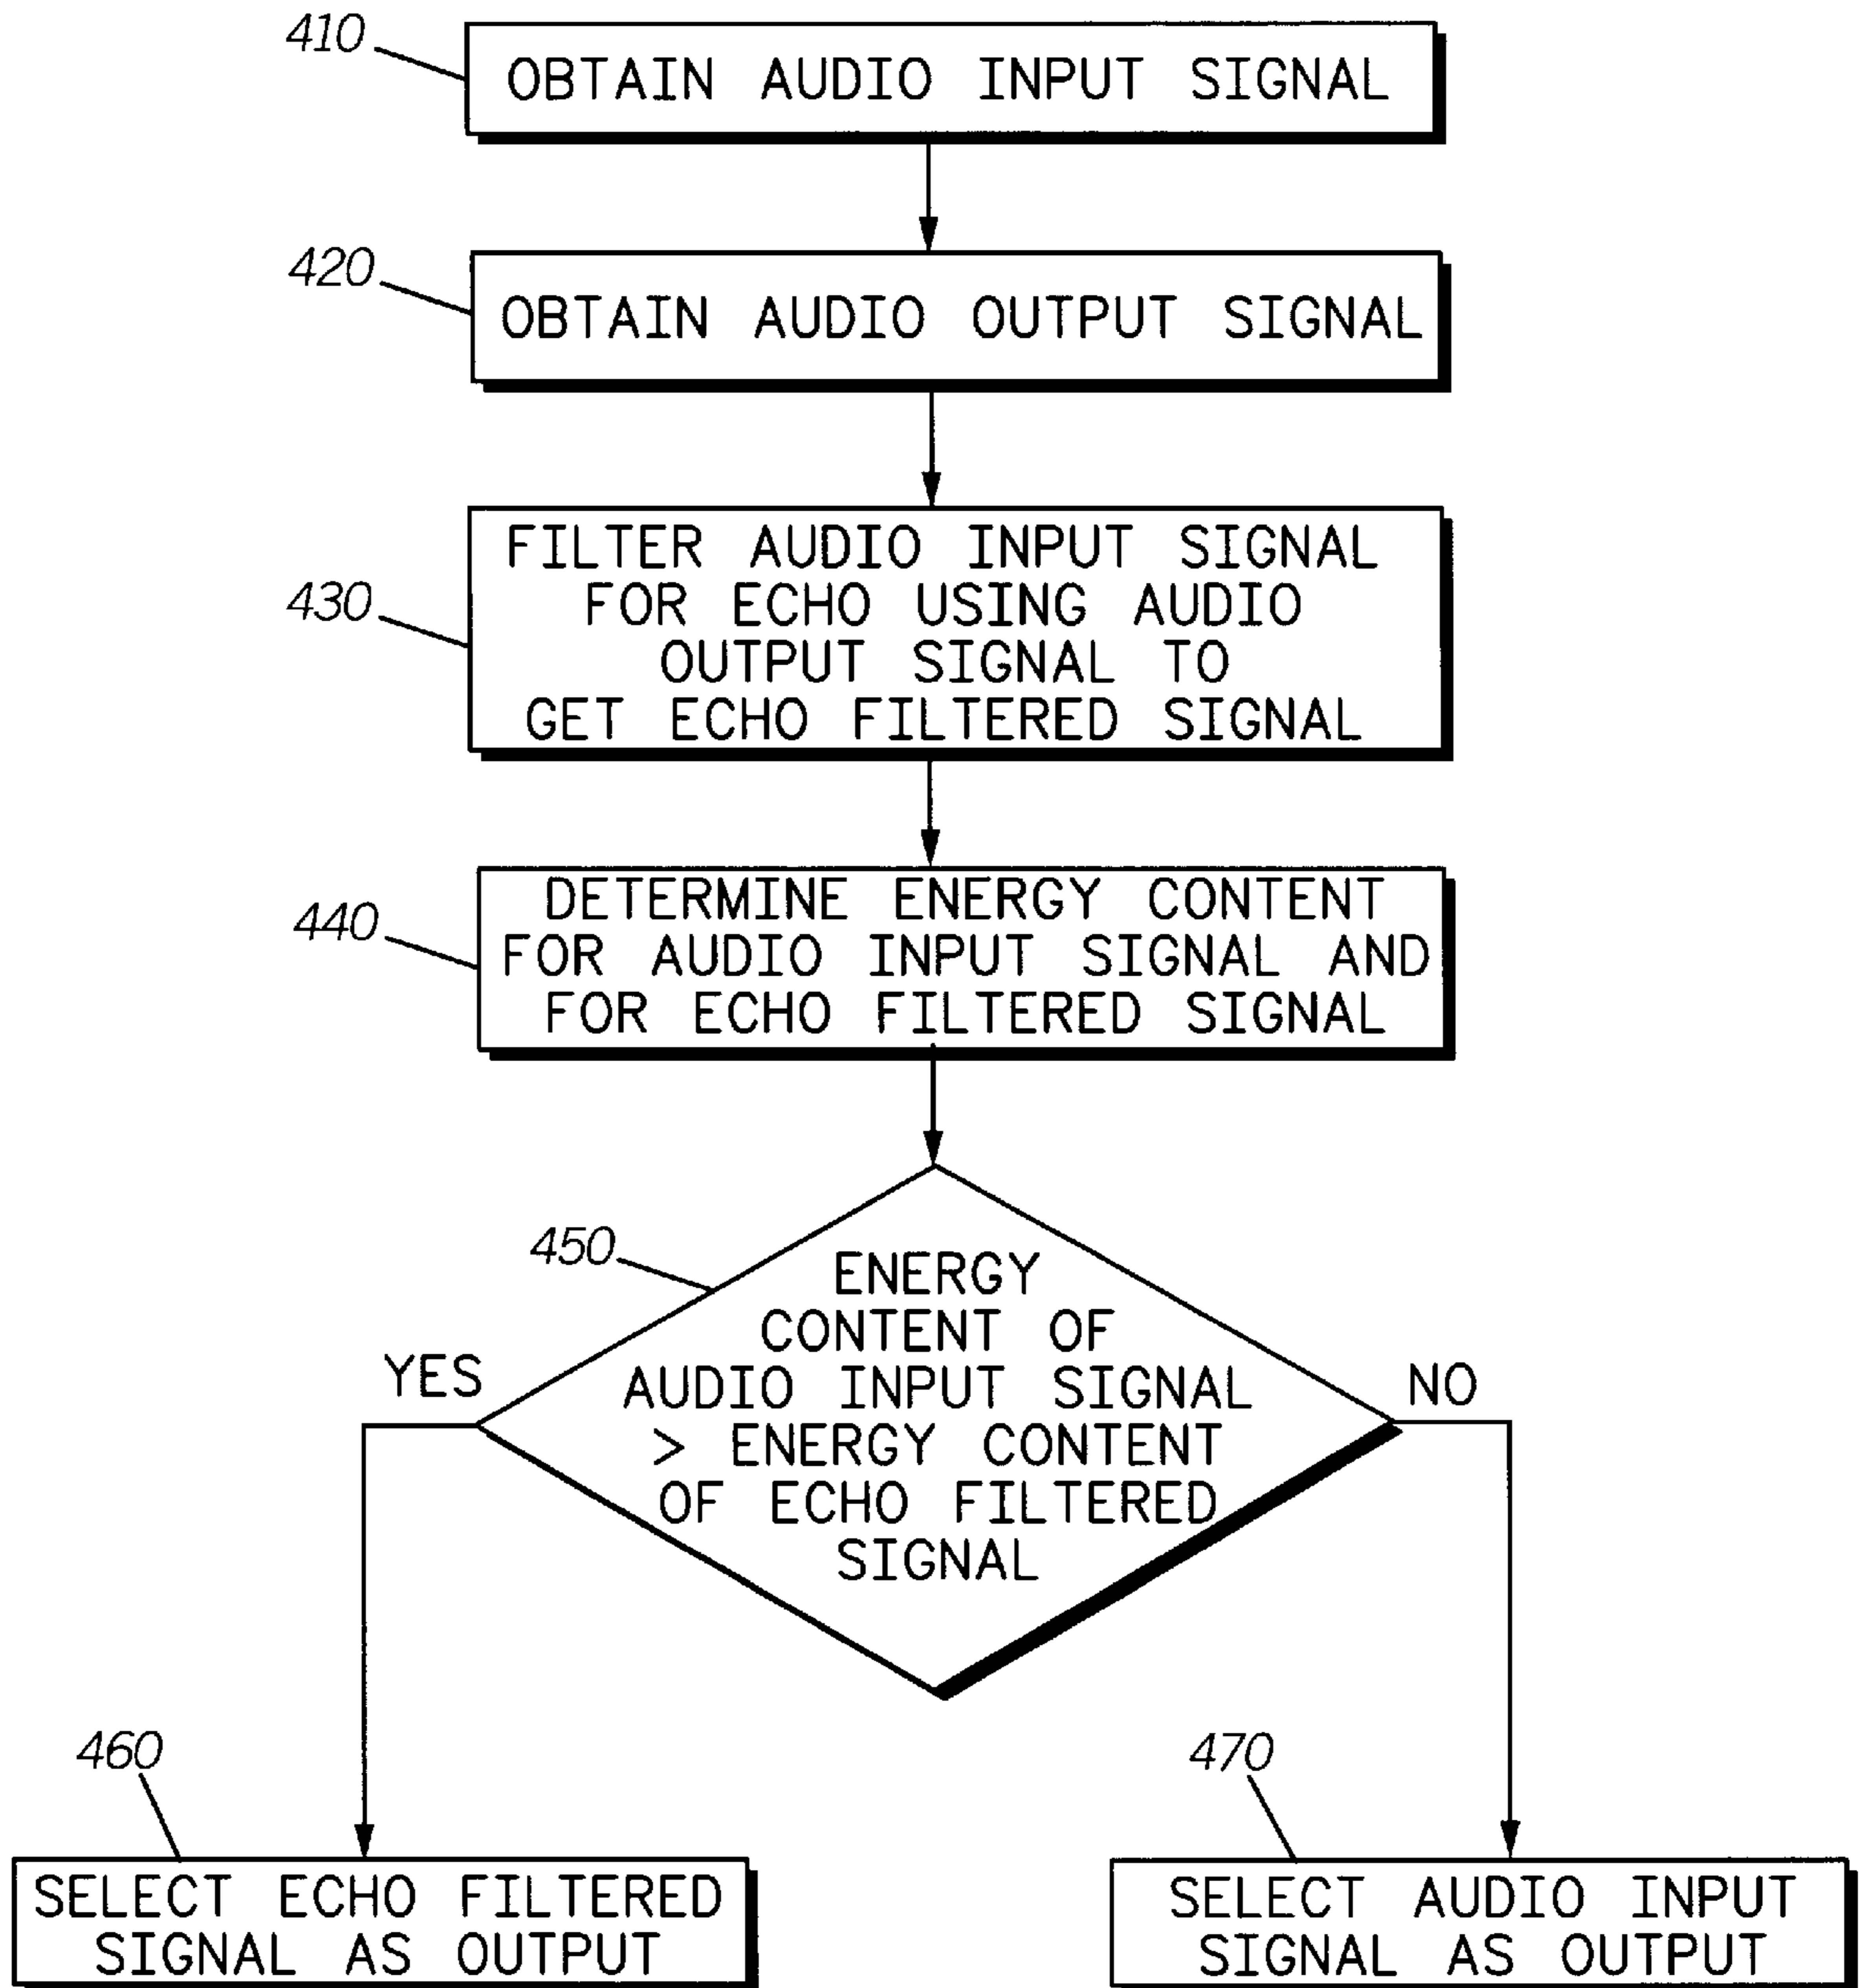 410
OBTAIN AUDIO INPUT SIGNAL
420
OBTAIN AUDIO OUTPUT SIGNAL
430
FILTER AUDIO INPUT SIGNAL
FOR ECHO USING AUDIO
OUTPUT SIGNAL TO
GET ECHO FILTERED SIGNAL
440
DETERMINE ENERGY CONTENT
FOR AUDIO INPUT SIGNAL AND
FOR ECHO FILTERED SIGNAL
450
ENERGY
CONTENT OF
AUDIO INPUT SIGNAL
> ENERGY CONTENT
OF ECHO FILTERED
SIGNAL
YES
NO
460
SELECT ECHO FILTERED
SIGNAL AS OUTPUT
470
SELECT AUDIO INPUT
SIGNAL AS OUTPUT